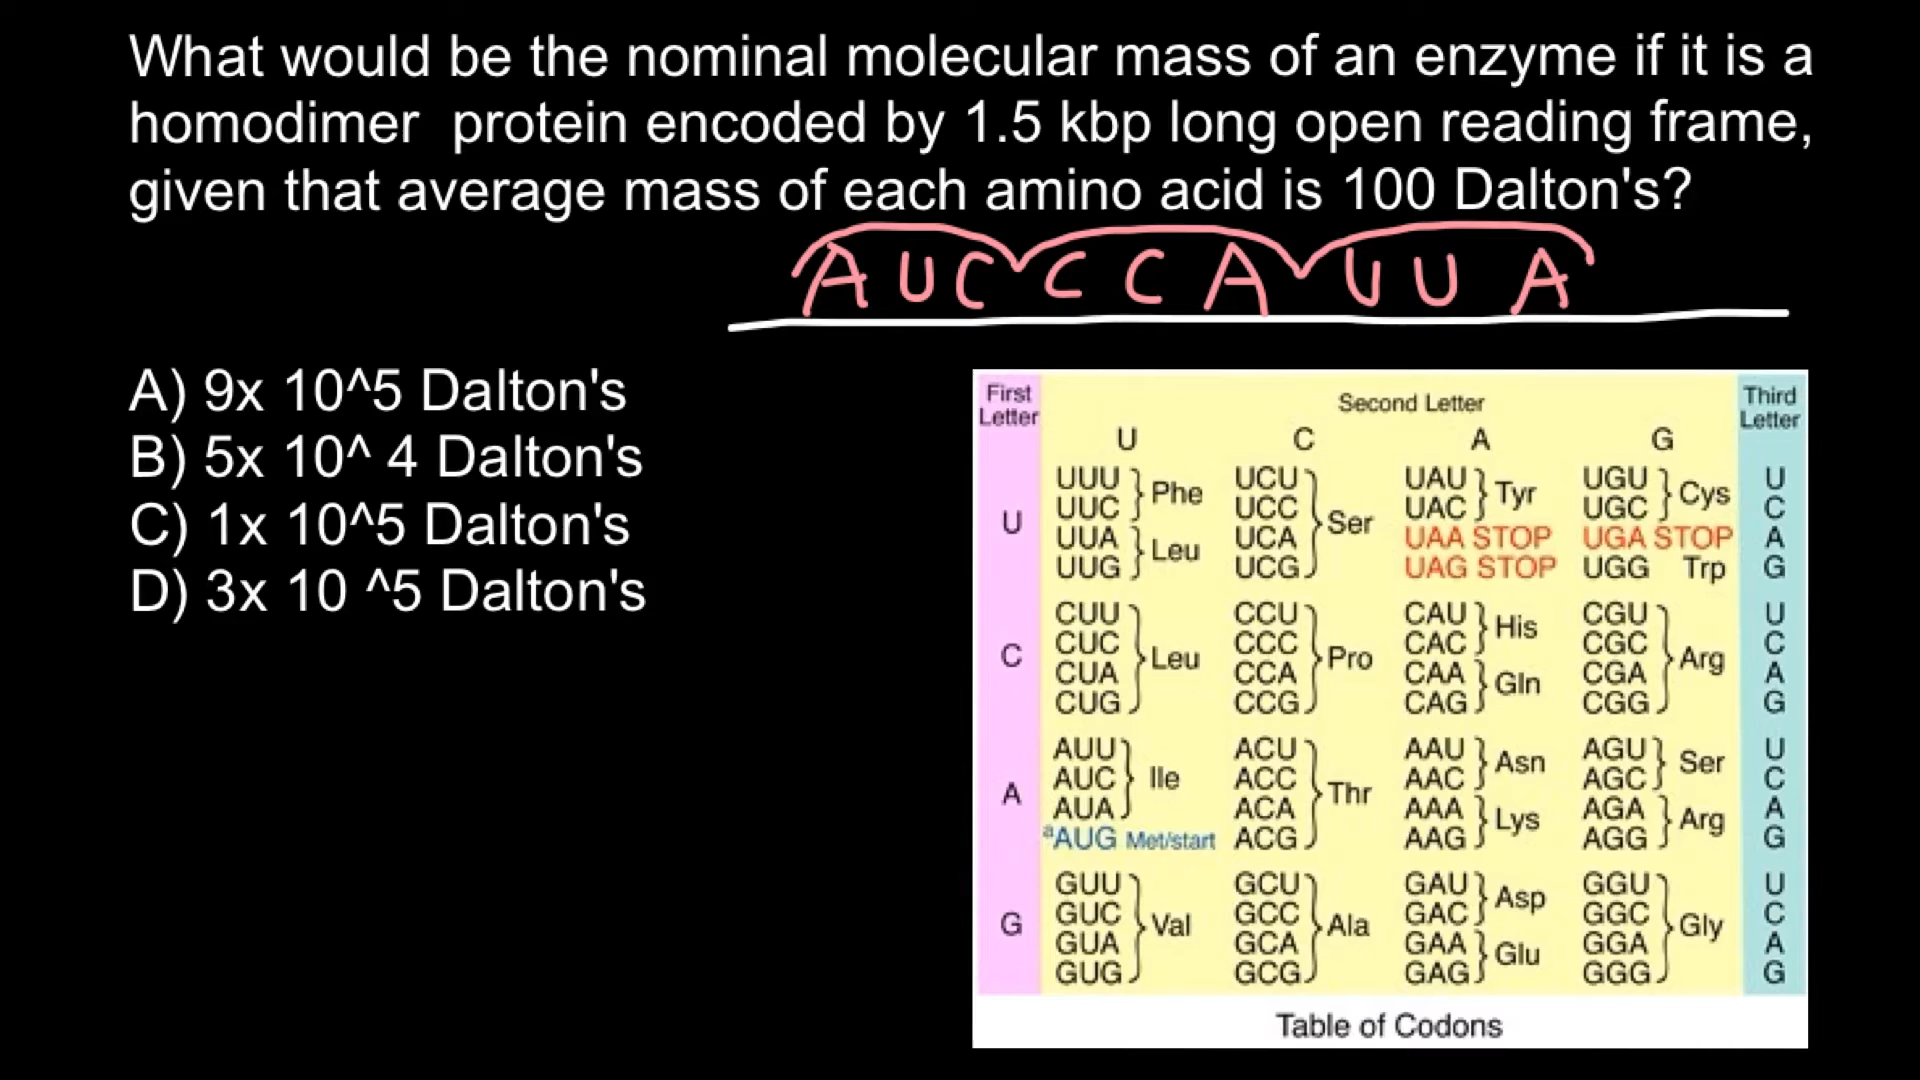 What would be the nominal molecular mass of an enzyme if it is a
homodimer protein encoded by 1.5 kbp long open reading frame,
given that average mass of each amino acid is 100 Dalton's?
AUC CCA UUA
A) 9x 10^5 Dalton's
B) 5x 10^ 4 Dalton's
C) 1x 10^5 Dalton's
D) 3x 10 ^5 Dalton's
First Letter
Second Letter
Third Letter
U C A G
U
UUU UUC Phe
UUA UUG Leu
UCU UCC UCA UCG Ser
UAU UAC Tyr
UAA STOP
UAG STOP
UGU UGC Cys
UGA STOP
UGG Trp
U C A G
C
CUU CUC CUA CUG Leu
CCU CCC CCA CCG Pro
CAU CAC His
CAA CAG Gln
CGU CGC CGA CGG Arg
U C A G
A
AUU AUC AUA Ile
aAUG Met/start
ACU ACC ACA ACG Thr
AAU AAC Asn
AAA AAG Lys
AGU AGC Ser
AGA AGG Arg
U C A G
G
GUU GUC GUA GUG Val
GCU GCC GCA GCG Ala
GAU GAC Asp
GAA GAG Glu
GGU GGC GGA GGG Gly
U C A G
Table of Codons